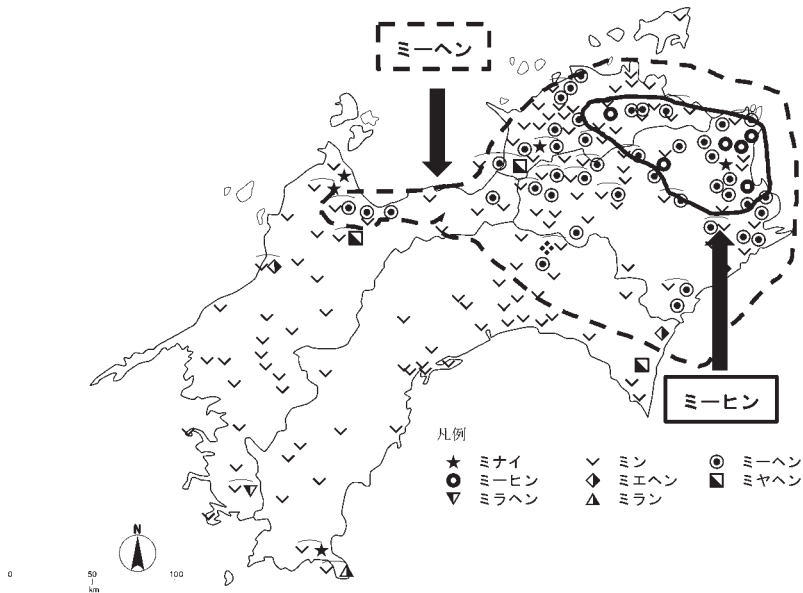 ミーヘン
ミーヒン
凡例
ミナイ ミン ミーヘン
ミーヒン ミエヘン ミヤヘン
ミラヘン ミラン
N
0 50 100
km